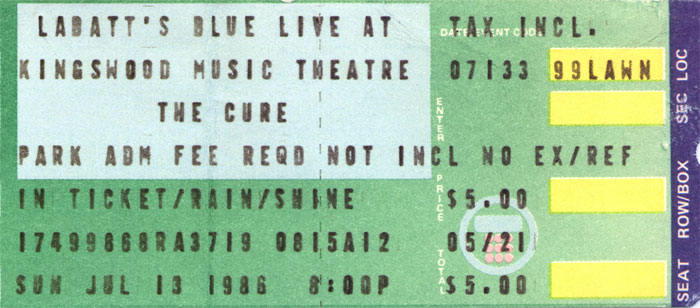 LABATT'S BLUE LIVE AT TAX INCL.
DATE/EVENT CODE
KINGSWOOD MUSIC THEATRE 07133 99LAWN
THE CURE
PARK ADM FEE REQD NOT INCL NO EX/REF
IN TICKET/RAIN/SHINE $5.00
17499868RA3719 0815A12 05/21
SUN JUL 13 1986 8:00P $5.00
ENTER PRICE TOTAL
SEAT ROW/BOX SEC LOC